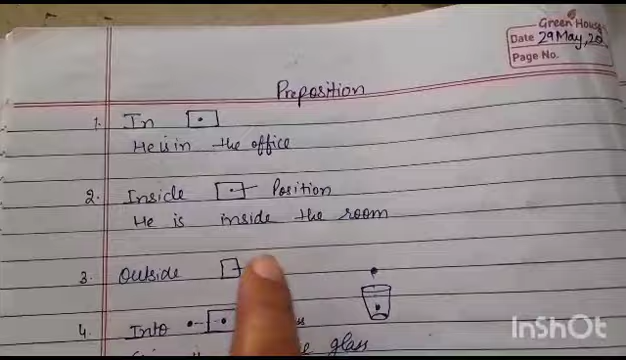 Green House
Date 29 May, 20
Page No.
Preposition
1. In
He is in the office
2. Inside Position
He is inside the room
3. Outside
4. Into
glass
InShOt